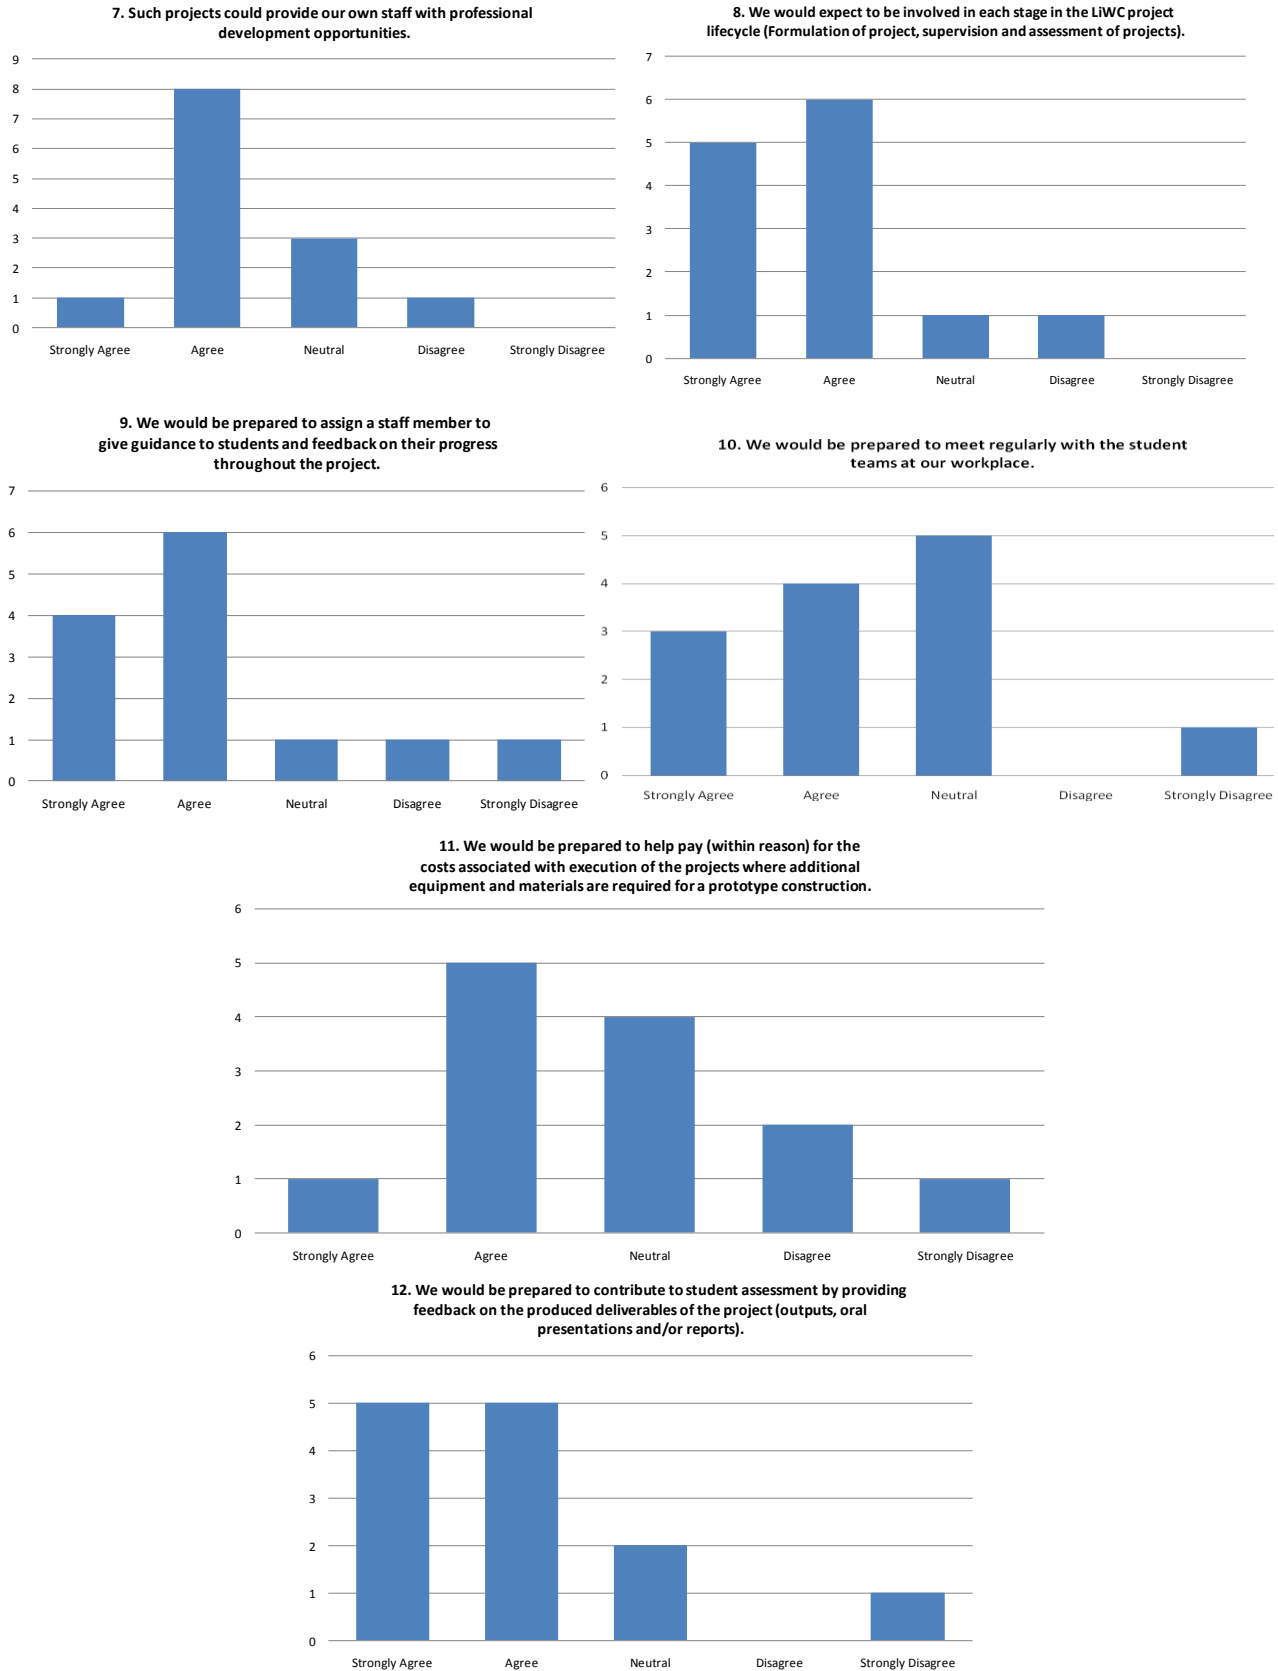 7. Such projects could provide our own staff with professional
development opportunities.
9
8
7
6
5
4
3
2
1
0
Strongly Agree Agree Neutral Disagree Strongly Disagree
8. We would expect to be involved in each stage in the LiWC project
lifecycle (Formulation of project, supervision and assessment of projects).
7
6
5
4
3
2
1
0
Strongly Agree Agree Neutral Disagree Strongly Disagree
9. We would be prepared to assign a staff member to
give guidance to students and feedback on their progress
throughout the project.
7
6
5
4
3
2
1
0
Strongly Agree Agree Neutral Disagree Strongly Disagree
10. We would be prepared to meet regularly with the student
teams at our workplace.
6
5
4
3
2
1
0
Strongly Agree Agree Neutral Disagree Strongly Disagree
11. We would be prepared to help pay (within reason) for the
costs associated with execution of the projects where additional
equipment and materials are required for a prototype construction.
6
5
4
3
2
1
0
Strongly Agree Agree Neutral Disagree Strongly Disagree
12. We would be prepared to contribute to student assessment by providing
feedback on the produced deliverables of the project (outputs, oral
presentations and/or reports).
6
5
4
3
2
1
0
Strongly Agree Agree Neutral Disagree Strongly Disagree